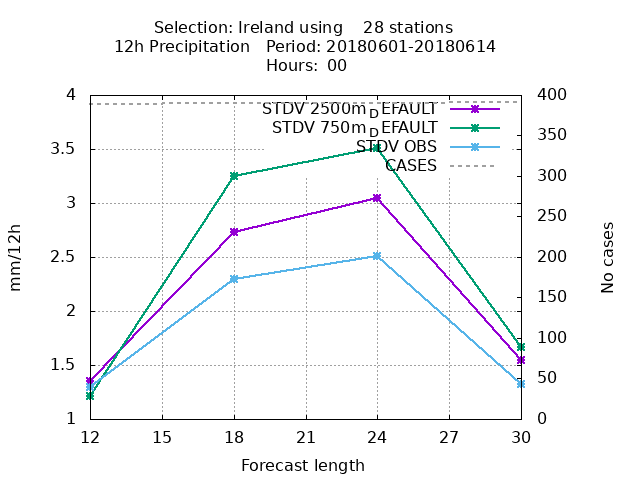 Selection: Ireland using    28 stations
12h Precipitation   Period: 20180601-20180614
Hours:  00
STDV 2500m_DEFAULT
STDV 750m_DEFAULT
STDV OBS
CASES
mm/12h
4
3.5
3
2.5
2
1.5
1
400
350
300
250
200
150
100
50
0
No cases
12 15 18 21 24 27 30
Forecast length